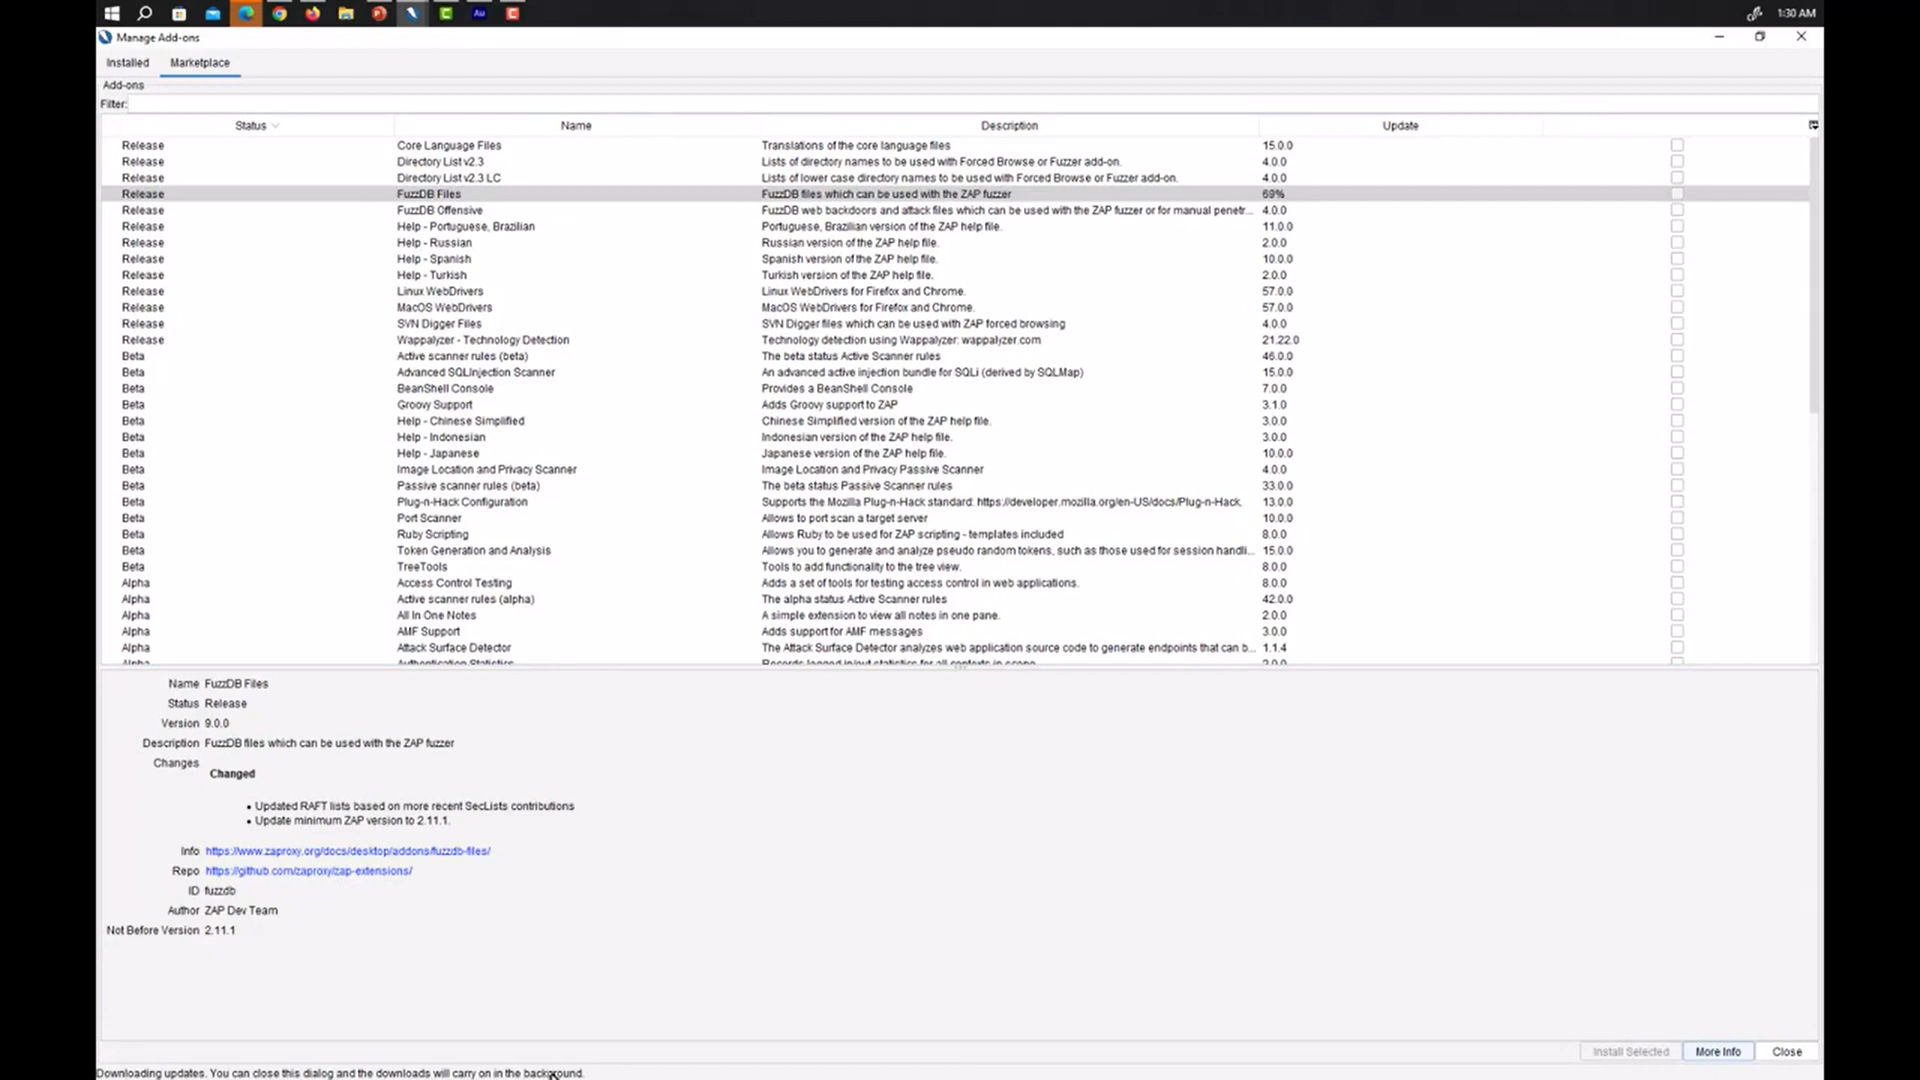 1:30 AM
Manage Add-ons
Installed Marketplace
Add-ons
Filter:
Status Name Description Update
Release Core Language Files Translations of the core language files 15.0.0
Release Directory List v2.3 Lists of directory names to be used with Forced Browse or Fuzzer add-on. 4.0.0
Release Directory List v2.3 LC Lists of lower case directory names to be used with Forced Browse or Fuzzer add-on. 4.0.0
Release FuzzDB Files FuzzDB files which can be used with the ZAP fuzzer 69%
Release FuzzDB Offensive FuzzDB web backdoors and attack files which can be used with the ZAP fuzzer or for manual penetr... 4.0.0
Release Help - Portuguese, Brazilian Portuguese, Brazilian version of the ZAP help file. 11.0.0
Release Help - Russian Russian version of the ZAP help file. 2.0.0
Release Help - Spanish Spanish version of the ZAP help file. 10.0.0
Release Help - Turkish Turkish version of the ZAP help file. 2.0.0
Release Linux WebDrivers Linux WebDrivers for Firefox and Chrome. 57.0.0
Release MacOS WebDrivers MacOS WebDrivers for Firefox and Chrome. 57.0.0
Release SVN Digger Files SVN Digger files which can be used with ZAP forced browsing 4.0.0
Release Wappalyzer - Technology Detection Technology detection using Wappalyzer: wappalyzer.com 21.22.0
Beta Active scanner rules (beta) The beta status Active Scanner rules 46.0.0
Beta Advanced SQLInjection Scanner An advanced active injection bundle for SQLi (derived by SQLMap) 15.0.0
Beta BeanShell Console Provides a BeanShell Console 7.0.0
Beta Groovy Support Adds Groovy support to ZAP 3.1.0
Beta Help - Chinese Simplified Chinese Simplified version of the ZAP help file. 3.0.0
Beta Help - Indonesian Indonesian version of the ZAP help file. 3.0.0
Beta Help - Japanese Japanese version of the ZAP help file. 10.0.0
Beta Image Location and Privacy Scanner Image Location and Privacy Passive Scanner 4.0.0
Beta Passive scanner rules (beta) The beta status Passive Scanner rules 33.0.0
Beta Plug-n-Hack Configuration Supports the Mozilla Plug-n-Hack standard: https://developer.mozilla.org/en-US/docs/Plug-n-Hack. 13.0.0
Beta Port Scanner Allows to port scan a target server 10.0.0
Beta Ruby Scripting Allows Ruby to be used for ZAP scripting - templates included 8.0.0
Beta Token Generation and Analysis Allows you to generate and analyze pseudo random tokens, such as those used for session handli... 15.0.0
Beta TreeTools Tools to add functionality to the tree view. 8.0.0
Alpha Access Control Testing Adds a set of tools for testing access control in web applications. 8.0.0
Alpha Active scanner rules (alpha) The alpha status Active Scanner rules 42.0.0
Alpha All In One Notes A simple extension to view all notes in one pane. 2.0.0
Alpha AMF Support Adds support for AMF messages 3.0.0
Alpha Attack Surface Detector The Attack Surface Detector analyzes web application source code to generate endpoints that can b... 1.1.4
Alpha Authentication Statistics Records logged in/out statistics for all contexts in scope 2.0.0
Name FuzzDB Files
Status Release
Version 9.0.0
Description FuzzDB files which can be used with the ZAP fuzzer
Changes
Changed
• Updated RAFT lists based on more recent SecLists contributions
• Update minimum ZAP version to 2.11.1.
Info https://www.zaproxy.org/docs/desktop/addons/fuzzdb-files/
Repo https://github.com/zaproxy/zap-extensions/
ID fuzzdb
Author ZAP Dev Team
Not Before Version 2.11.1
Install Selected More Info Close
Downloading updates. You can close this dialog and the downloads will carry on in the background.